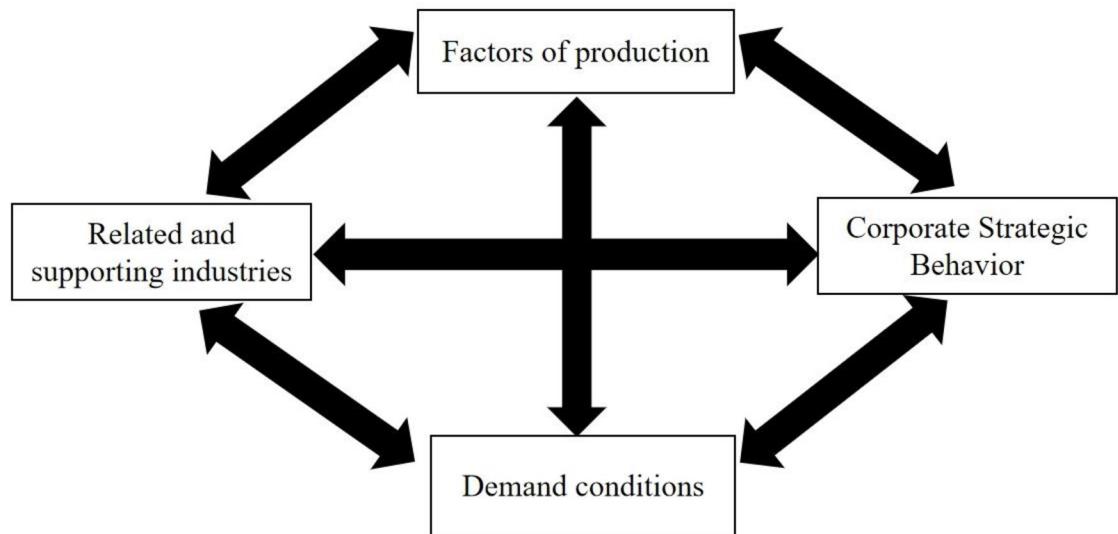 Factors of production
Related and
supporting industries
Corporate Strategic
Behavior
Demand conditions